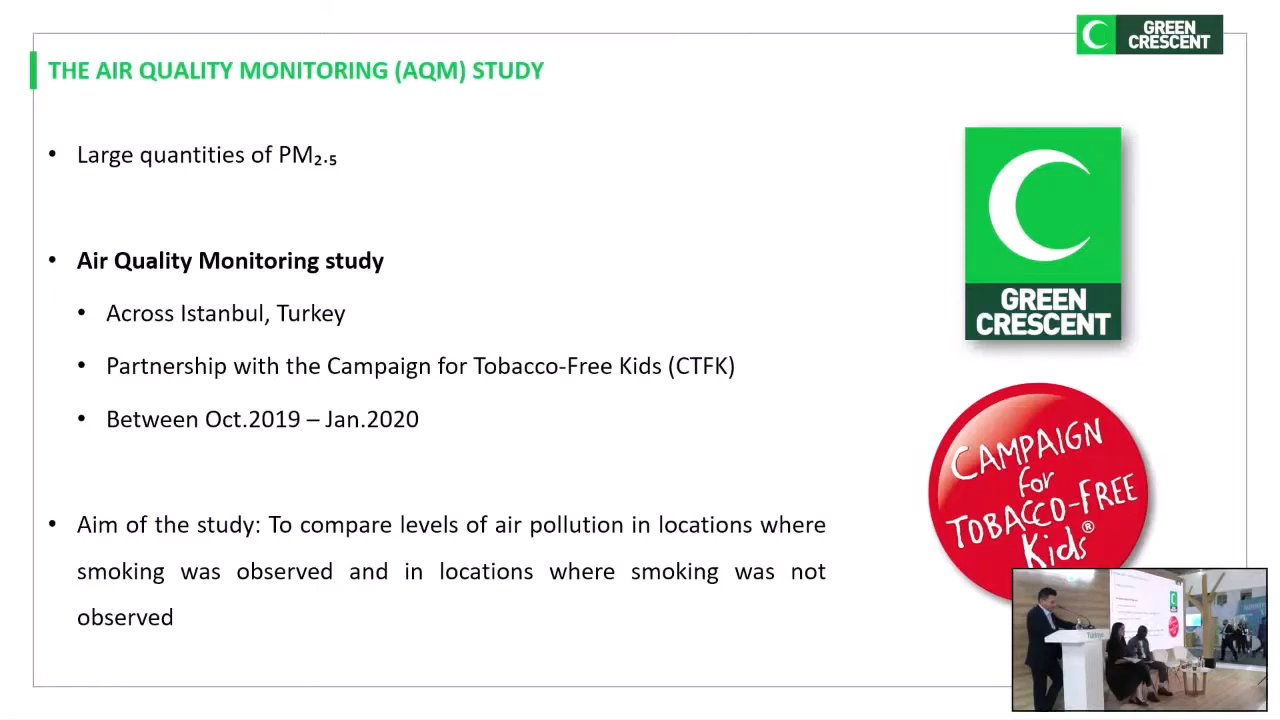 GREEN
CRESCENT
THE AIR QUALITY MONITORING (AQM) STUDY
• Large quantities of PM₂.₅
• Air Quality Monitoring study
• Across Istanbul, Turkey
• Partnership with the Campaign for Tobacco-Free Kids (CTFK)
• Between Oct.2019 – Jan.2020
• Aim of the study: To compare levels of air pollution in locations where
smoking was observed and in locations where smoking was not
observed
GREEN
CRESCENT
CAMPAIGN
for
TOBACCO-FREE
Kids®
Türkiye